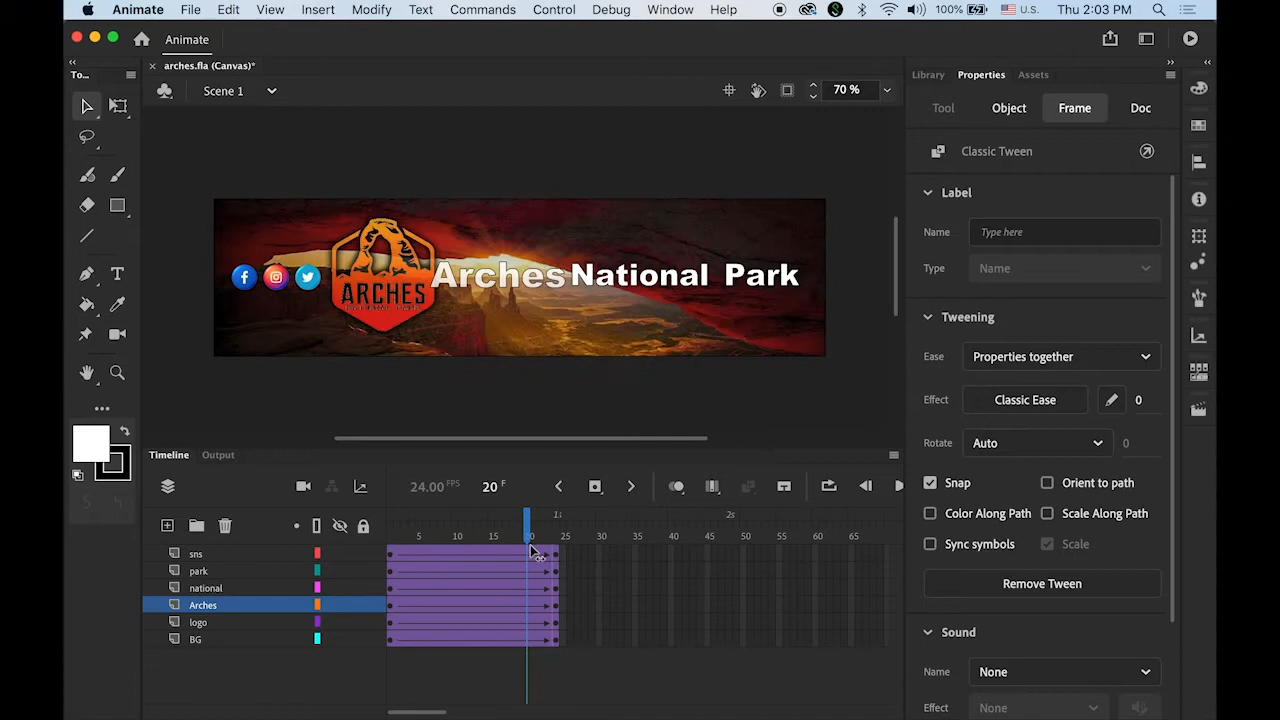 Animate File Edit View Insert Modify Text Commands Control Debug Window Help 100% U.S. Thu 2:03 PM
Animate
To...
arches.fla (Canvas)*
Scene 1
70 %
Arches National Park
ARCHES
Timeline Output
24.00 FPS 20 F
1s 2s
5 10 15 20 25 30 35 40 45 50 55 60 65
sns
park
national
Arches
logo
BG
Library Properties Assets
Tool Object Frame Doc
Classic Tween
Label
Name Type here
Type Name
Tweening
Ease Properties together
Effect Classic Ease 0
Rotate Auto 0
Snap Orient to path
Color Along Path Scale Along Path
Sync symbols Scale
Remove Tween
Sound
Name None
Effect None